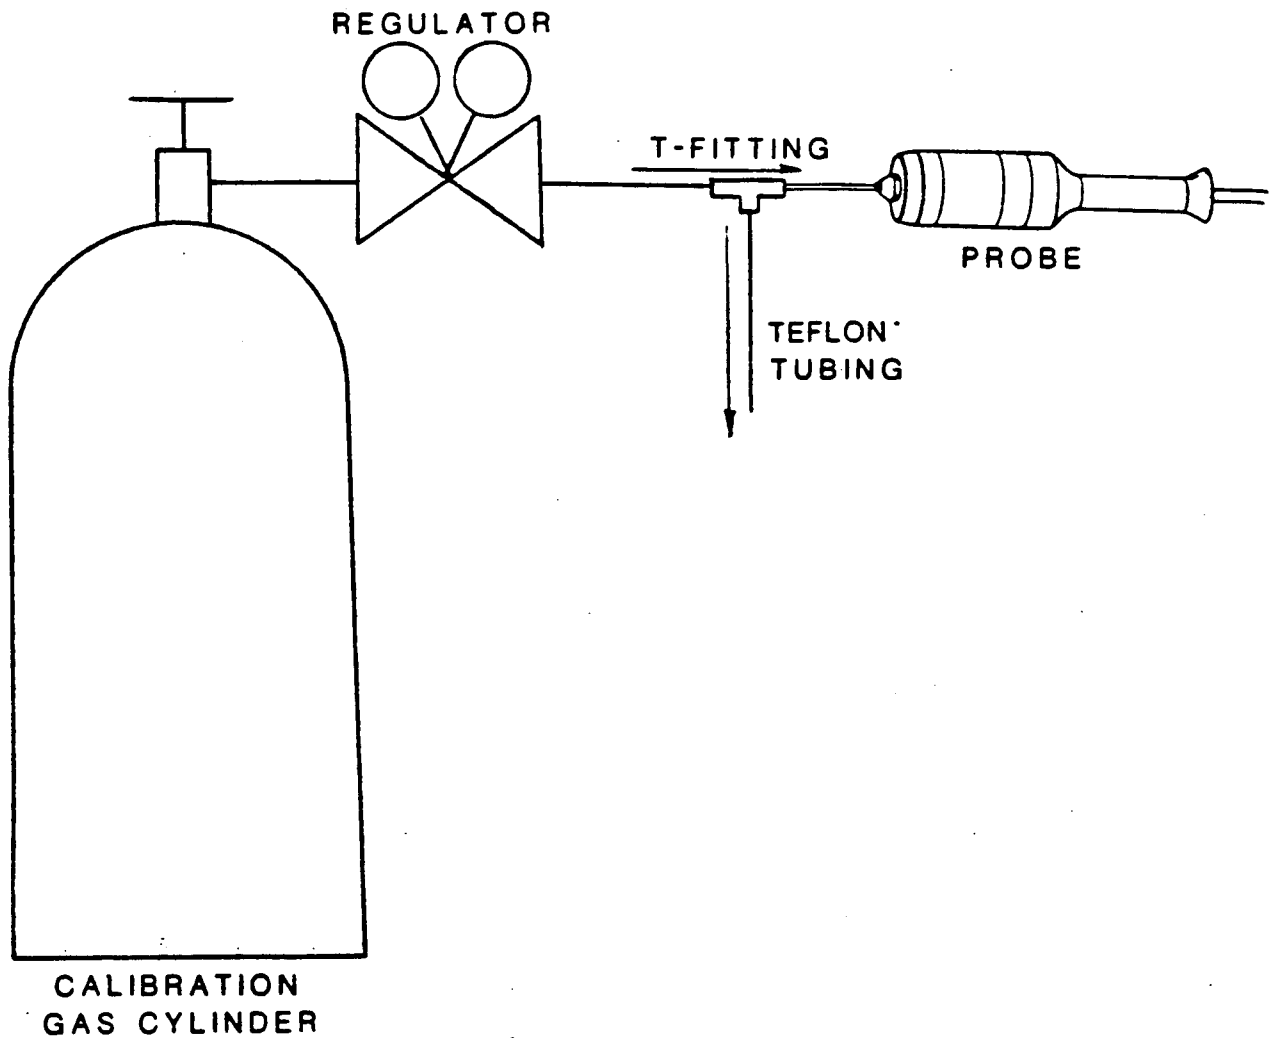 REGULATOR
T-FITTING
PROBE
TEFLON
TUBING
CALIBRATION
GAS CYLINDER